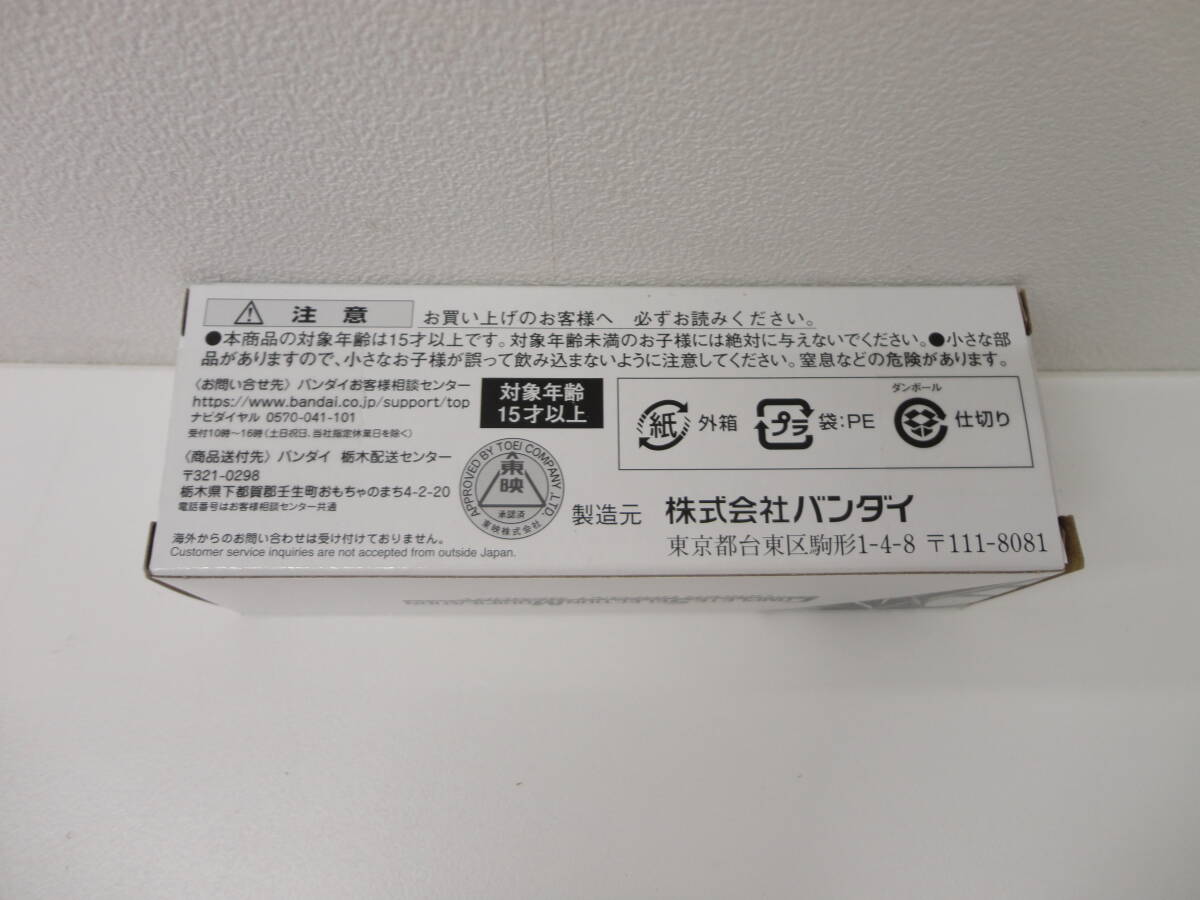 注意 お買い上げのお客様へ 必ずお読みください。
●本商品の対象年齢は15才以上です。対象年齢未満のお子様には絶対に与えないでください。●小さな部
品がありますので、小さなお子様が誤って飲み込まないように注意してください。窒息などの危険があります。
〈お問い合せ先〉バンダイお客様相談センター
https://www.bandai.co.jp/support/top
ナビダイヤル 0570-041-101
受付10時〜16時(土日祝日、当社指定休業日を除く)
〈商品送付先〉バンダイ 栃木配送センター
〒321-0298
栃木県下都賀郡壬生町おもちゃのまち4-2-20
電話番号はお客様相談センター共通
海外からのお問い合わせは受け付けておりません。
Customer service inquiries are not accepted from outside Japan.
対象年齢
15才以上
APPROVED BY TOEI COMPANY, LTD.
東映
承認済
東映株式会社
紙 外箱
プラ 袋:PE
ダンボール
仕切り
製造元 株式会社バンダイ
東京都台東区駒形1-4-8 〒111-8081